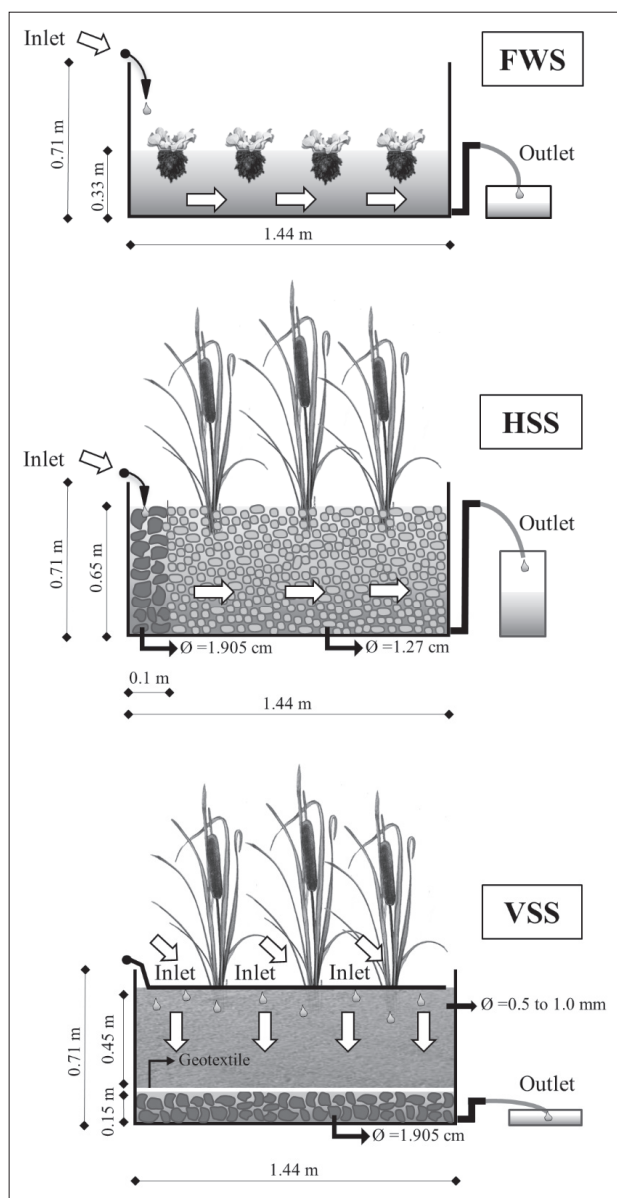 Inlet
FWS
0.71 m
0.33 m
Outlet
1.44 m
HSS
Inlet
0.71 m
0.65 m
Outlet
Ø =1.905 cm
Ø =1.27 cm
0.1 m
1.44 m
VSS
Inlet
Inlet
Inlet
Ø =0.5 to 1.0 mm
0.71 m
0.45 m
Geotextile
0.15 m
Outlet
Ø =1.905 cm
1.44 m